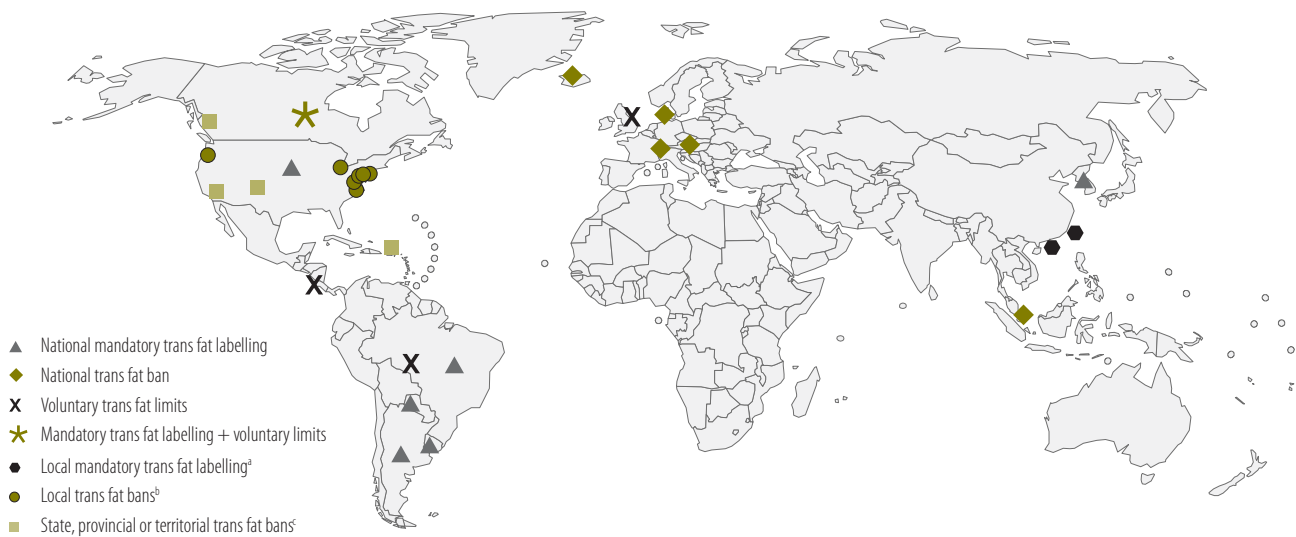 National mandatory trans fat labelling
National trans fat ban
X Voluntary trans fat limits
Mandatory trans fat labelling + voluntary limits
Local mandatory trans fat labellingᵃ
Local trans fat bansᵇ
State, provincial or territorial trans fat bansᶜ